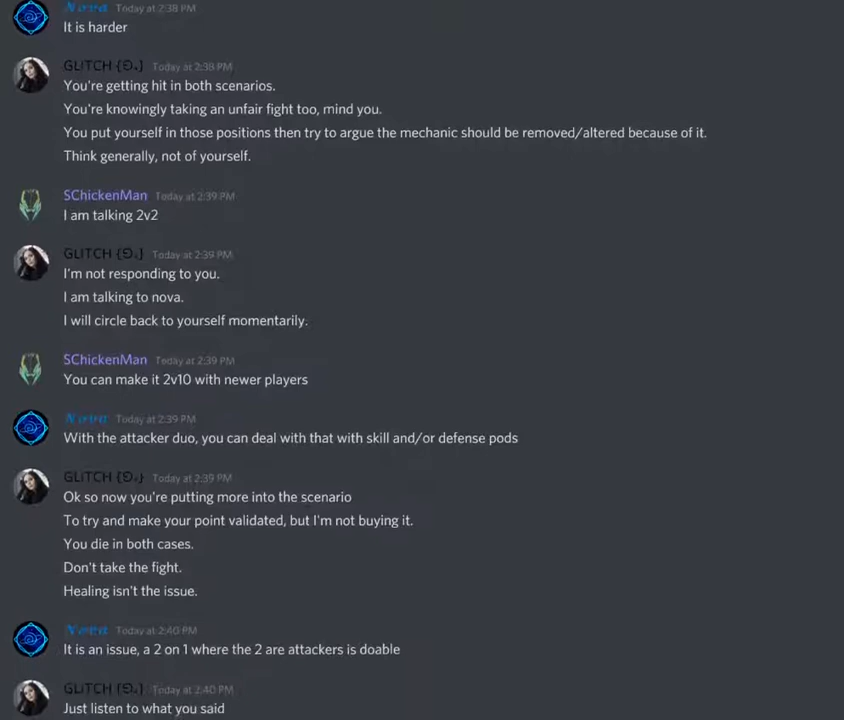 Nova Today at 2:38 PM
It is harder
GLITCH Today at 2:38 PM
You're getting hit in both scenarios.
You're knowingly taking an unfair fight too, mind you.
You put yourself in those positions then try to argue the mechanic should be removed/altered because of it.
Think generally, not of yourself.
SChickenMan Today at 2:39 PM
I am talking 2v2
GLITCH Today at 2:39 PM
I'm not responding to you.
I am talking to nova.
I will circle back to yourself momentarily.
SChickenMan Today at 2:39 PM
You can make it 2v10 with newer players
Nova Today at 2:39 PM
With the attacker duo, you can deal with that with skill and/or defense pods
GLITCH Today at 2:39 PM
Ok so now you're putting more into the scenario
To try and make your point validated, but I'm not buying it.
You die in both cases.
Don't take the fight.
Healing isn't the issue.
Nova Today at 2:40 PM
It is an issue, a 2 on 1 where the 2 are attackers is doable
GLITCH Today at 2:40 PM
Just listen to what you said